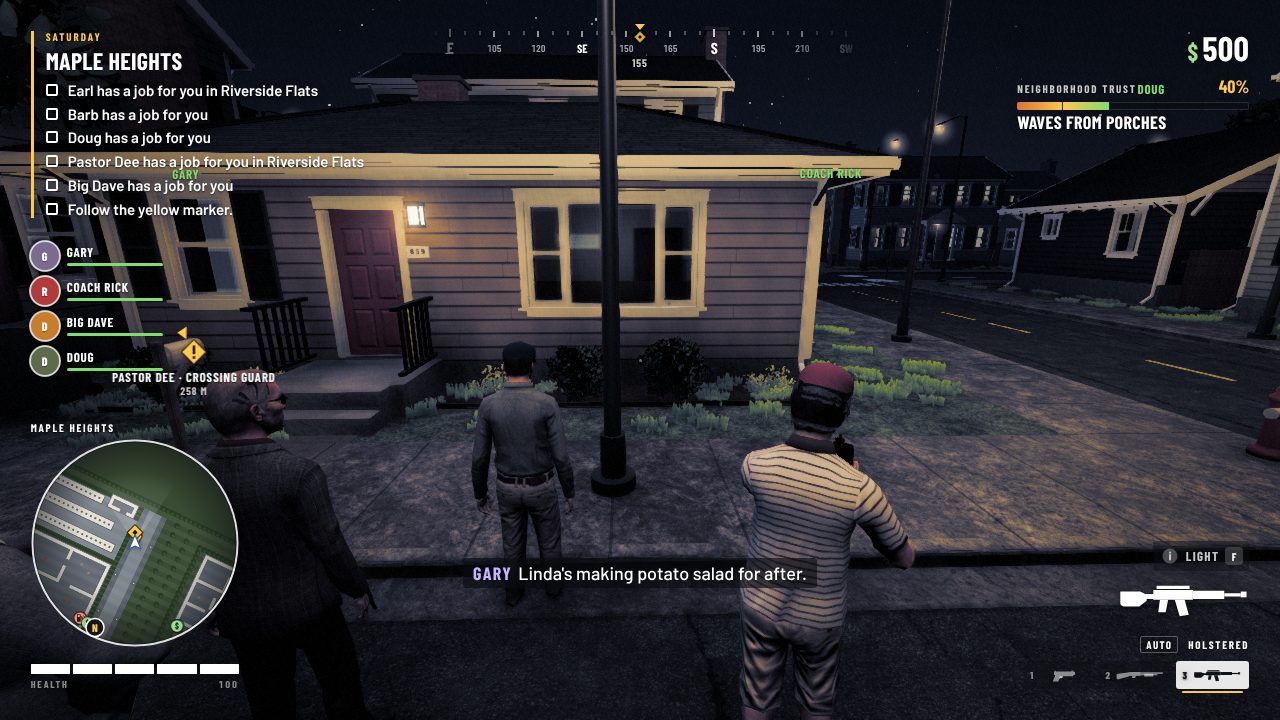 SATURDAY
MAPLE HEIGHTS
Earl has a job for you in Riverside Flats
Barb has a job for you
Doug has a job for you
Pastor Dee has a job for you in Riverside Flats
Big Dave has a job for you
Follow the yellow marker.
E 105 120 SE 150 165 S 195 210 SW
155
$500
NEIGHBORHOOD TRUST DOUG 40%
WAVES FROM PORCHES
GARY
COACH RICK
859
G GARY
R COACH RICK
D BIG DAVE
D DOUG
PASTOR DEE · CROSSING GUARD
258 M
MAPLE HEIGHTS
N
$
HEALTH 100
GARY Linda's making potato salad for after.
LIGHT F
AUTO HOLSTERED
1 2 3